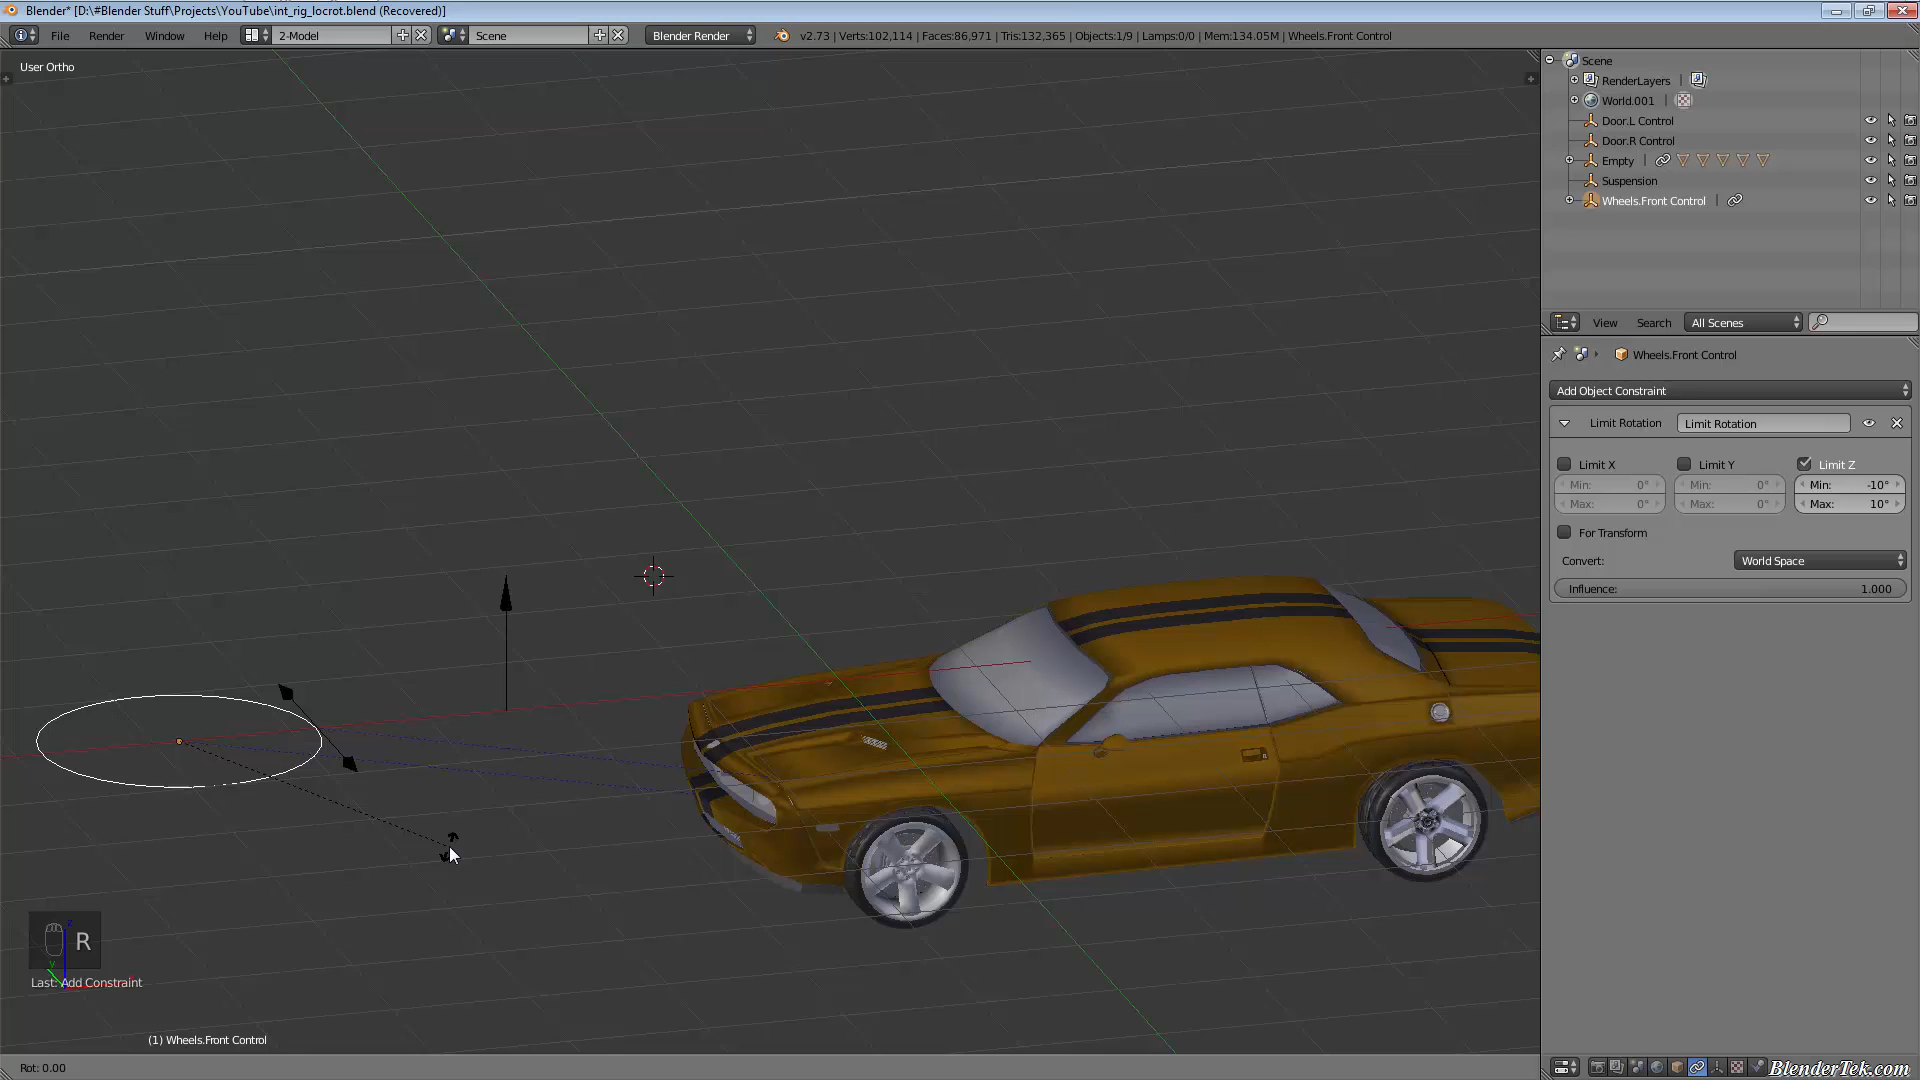 Blender* [D:\#Blender Stuff\Projects\YouTube\int_rig_locrot.blend (Recovered)]
File Render Window Help 2-Model Scene Blender Render v2.73 | Verts:102,114 | Faces:86,971 | Tris:132,365 | Objects:1/9 | Lamps:0/0 | Mem:134.05M | Wheels.Front Control
User Ortho
Scene
RenderLayers |
World.001 |
Door.L Control
Door.R Control
Empty |
Suspension
Wheels.Front Control |
View Search All Scenes
Wheels.Front Control
Add Object Constraint
Limit Rotation Limit Rotation
Limit X Limit Y Limit Z
Min: 0° Min: 0° Min: -10°
Max: 0° Max: 0° Max: 10°
For Transform
Convert: World Space
Influence: 1.000
R
Last: Add Constraint
(1) Wheels.Front Control
Rot: 0.00
BlenderTek.com